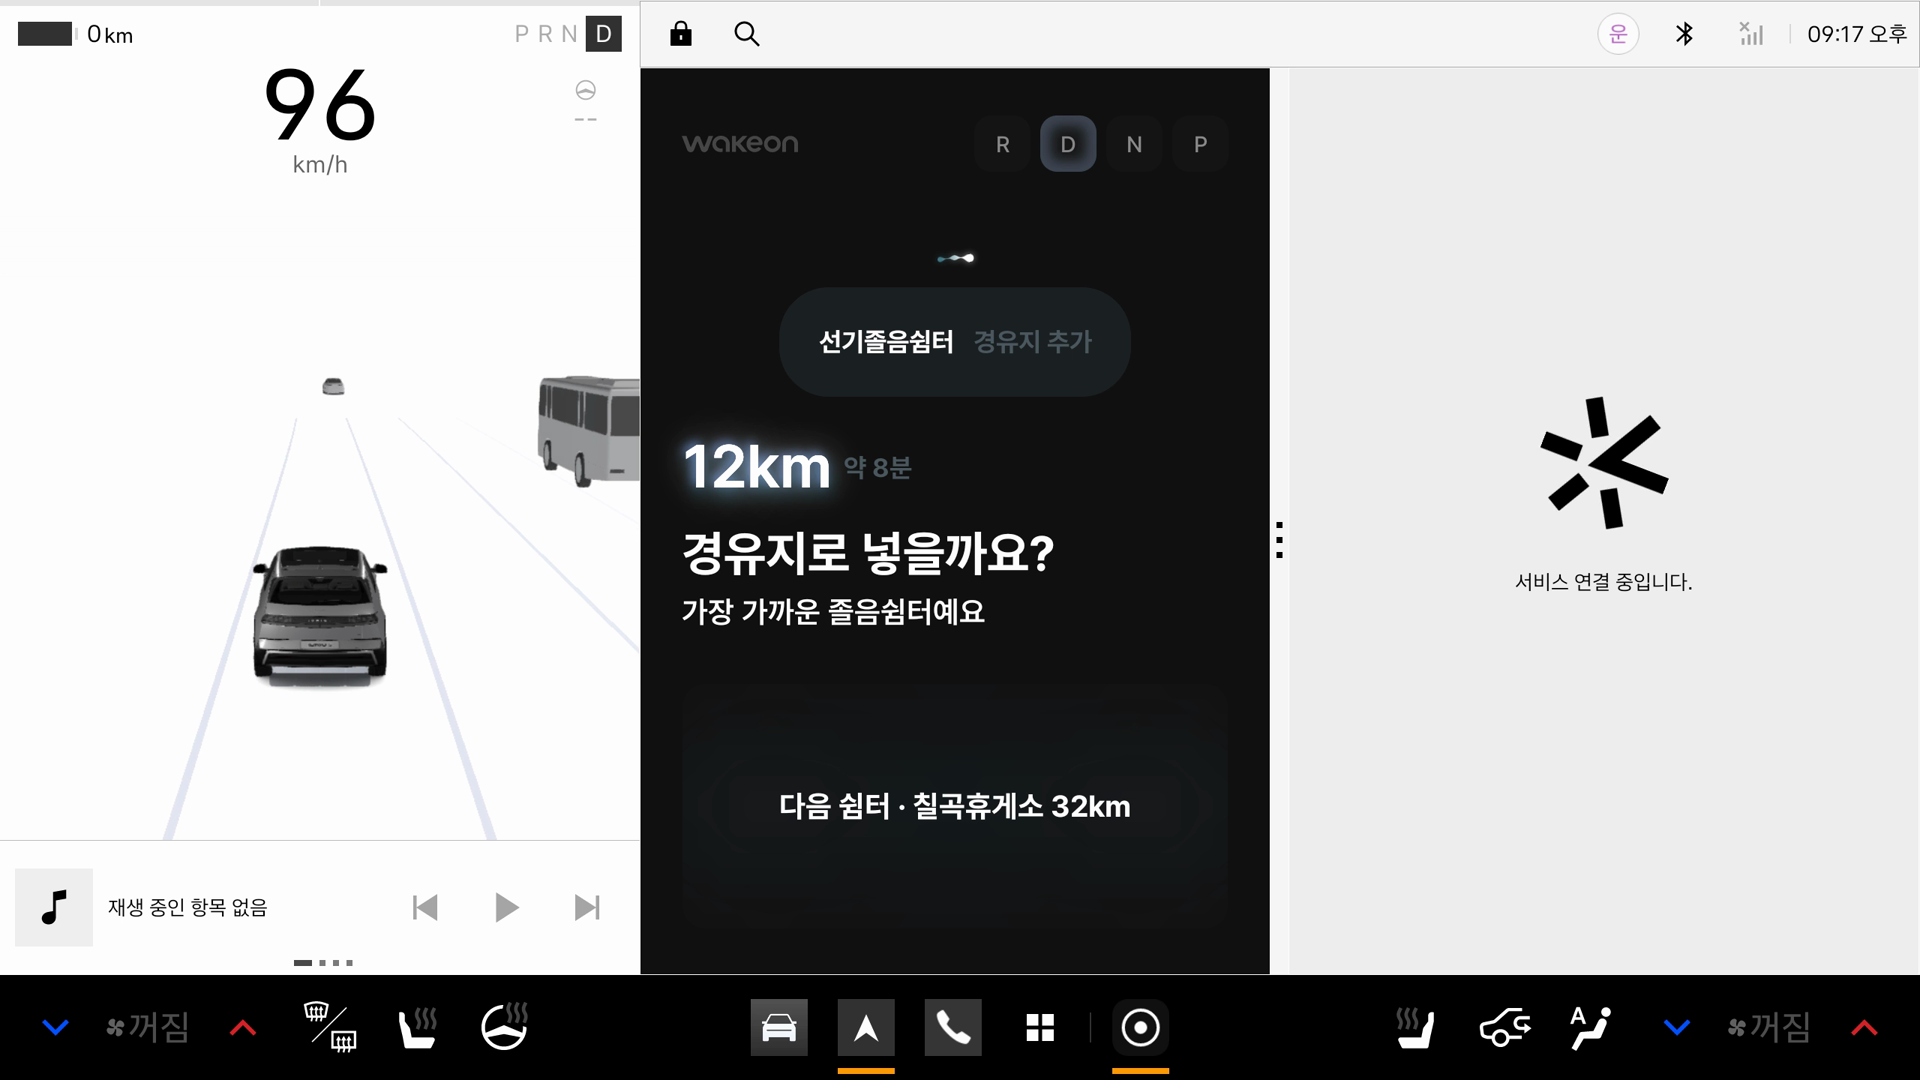 0 km
P R N D
96
km/h
--
재생 중인 항목 없음
운
09:17 오후
wakeon
R D N P
선기졸음쉼터 경유지 추가
12km 약 8분
경유지로 넣을까요?
가장 가까운 졸음쉼터예요
다음 쉼터 · 칠곡휴게소 32km
서비스 연결 중입니다.
꺼짐
A
꺼짐